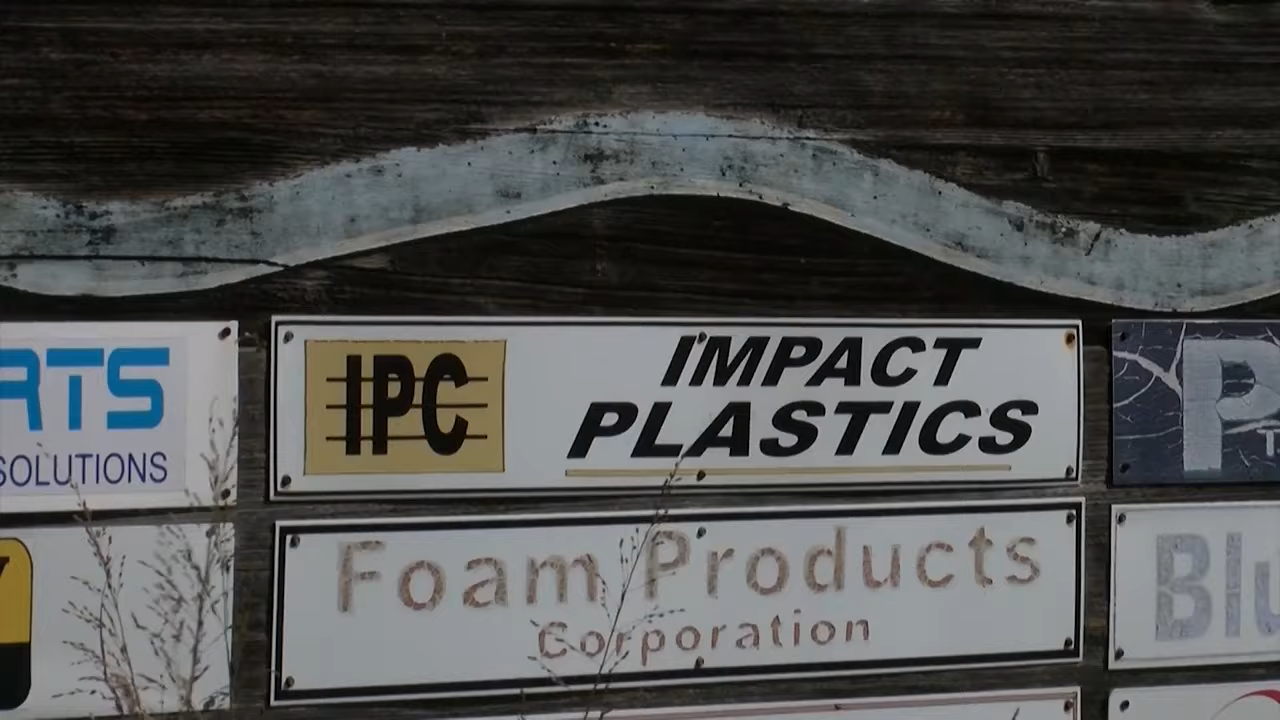 RTS
SOLUTIONS
IPC
IMPACT
PLASTICS
Foam Products
Corporation